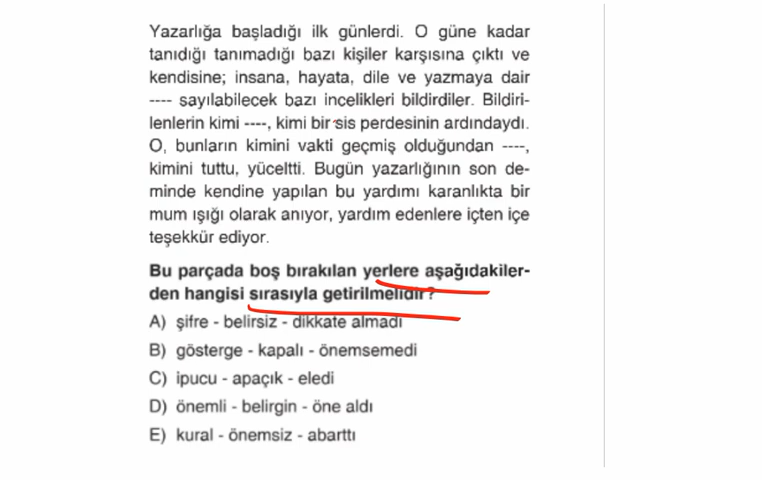 Yazarlığa başladığı ilk günlerdi. O güne kadar
tanıdığı tanımadığı bazı kişiler karşısına çıktı ve
kendisine; insana, hayata, dile ve yazmaya dair
---- sayılabilecek bazı incelikleri bildirdiler. Bildiri-
lenlerin kimi ----, kimi bir sis perdesinin ardındaydı.
O, bunların kimini vakti geçmiş olduğundan ----,
kimini tuttu, yüceltti. Bugün yazarlığının son de-
minde kendine yapılan bu yardımı karanlıkta bir
mum ışığı olarak anıyor, yardım edenlere içten içe
teşekkür ediyor.
Bu parçada boş bırakılan yerlere aşağıdakiler-
den hangisi sırasıyla getirilmelidir?
A) şifre - belirsiz - dikkate almadı
B) gösterge - kapalı - önemsemedi
C) ipucu - apaçık - eledi
D) önemli - belirgin - öne aldı
E) kural - önemsiz - abarttı